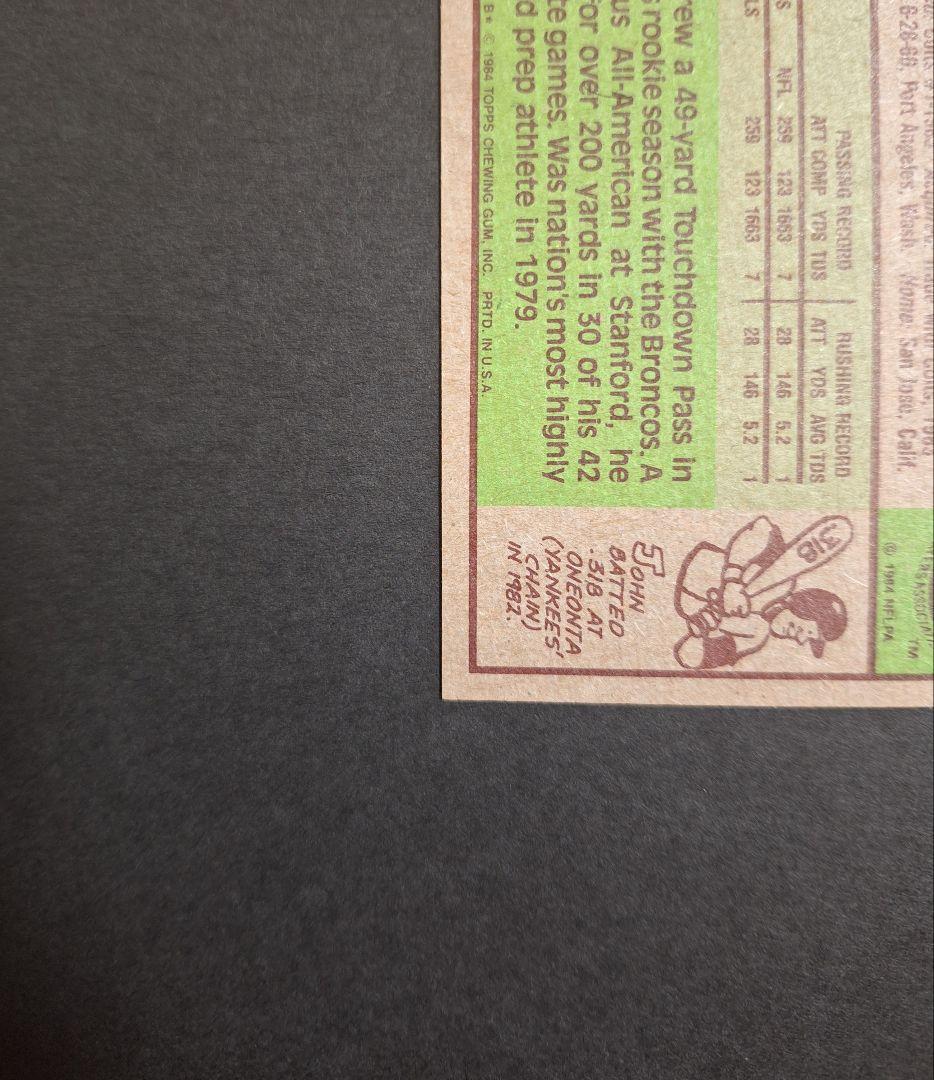 6-28-60, Port Angeles, Wash. Home: San Jose, Calif.
PASSING RECORD RUSHING RECORD
ATT COMP YDS TDS ATT YDS AVG TDS
S NFL 259 123 1663 7 28 146 5.2 1
LS 259 123 1663 7 28 146 5.2 1
rew a 49-yard Touchdown Pass in
s rookie season with the Broncos. A
us All-American at Stanford, he
for over 200 yards in 30 of his 42
te games. Was nation's most highly
d prep athlete in 1979.
B* © 1984 TOPPS CHEWING GUM, INC. PRTD. IN U.S.A.
TM
© 1984 NFLPA
318
JOHN
BATTED
.318 AT
ONEONTA
(YANKEES'
CHAIN)
IN 1982.